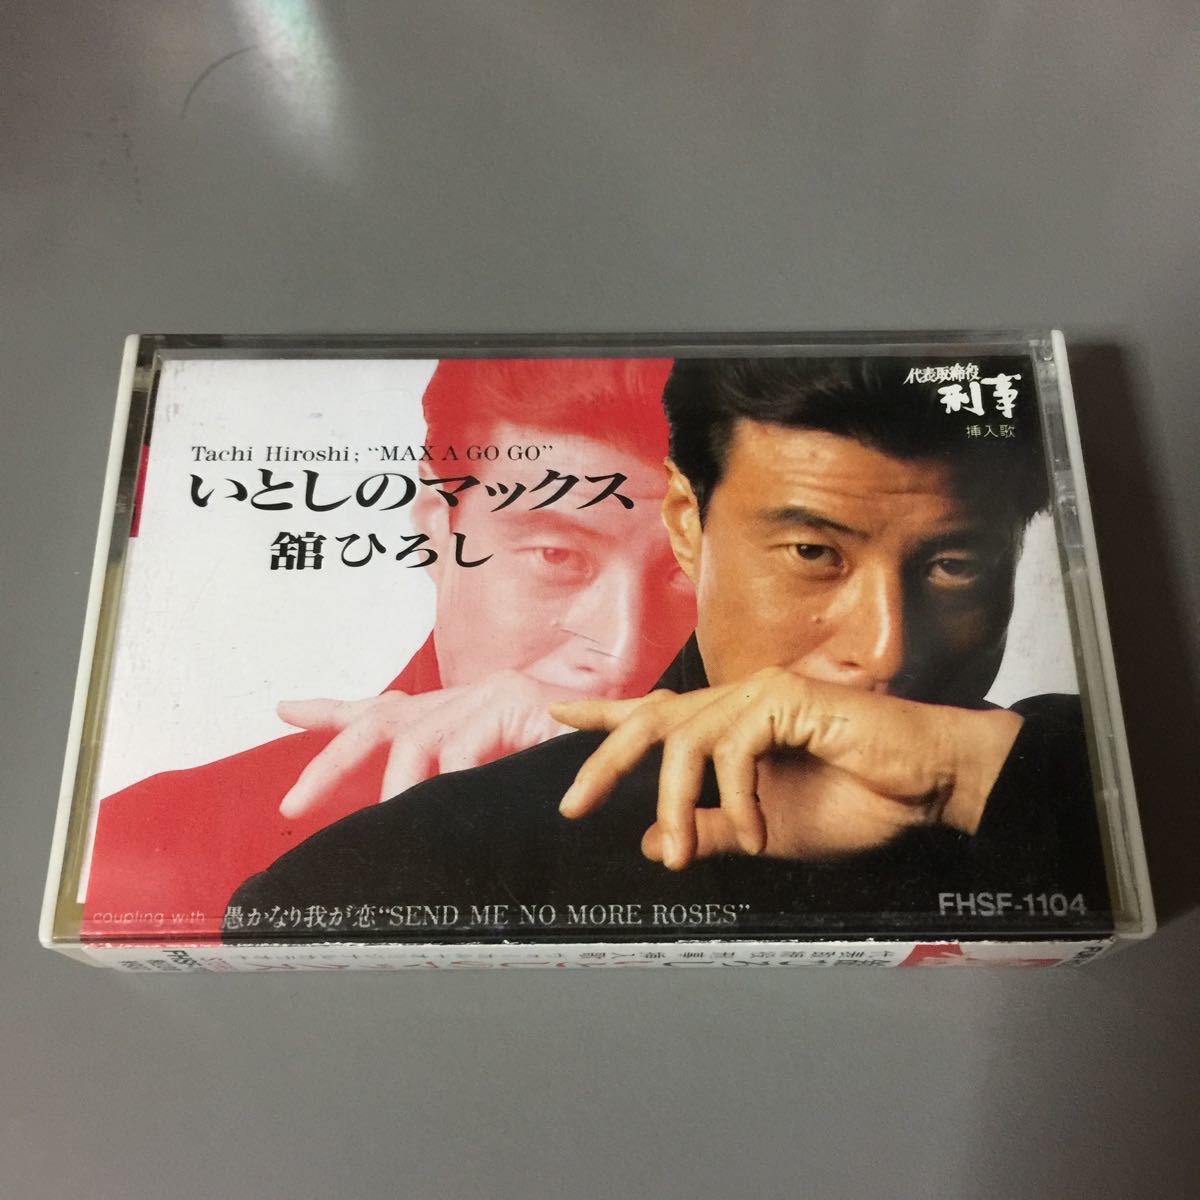 代表取締役
刑事
挿入歌
Tachi Hiroshi; “MAX A GO GO”
いとしのマックス
舘ひろし
coupling with 愚かなり我が恋“SEND ME NO MORE ROSES”
FHSF-1104